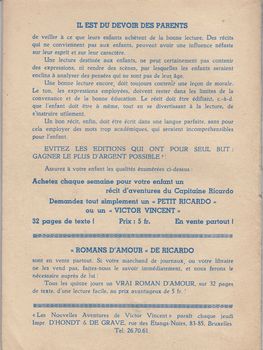 IL EST DU DEVOIR DES PARENTS
de veiller à ce que leurs enfants achètent de la bonne lecture. Des récits
qui ne conviennent pas aux enfants, peuvent avoir une influence néfaste
sur leur esprit et sur leur caractère.
Une lecture destinée aux enfants, ne peut cependant pas contenir
des expressions, ni rendre des scènes, par lesquelles les enfants seraient
enclins à analyser des pensées qui ne sont pas de leur âge.
Une bonne lecture encore, doit toujours contenir une leçon de morale.
Le ton, les expressions employées, doivent rester dans les limites de la
convenance et de la bonne éducation. Le récit doit être édifiant, c.-à-d.
que l'enfant doit être à même, tout en se divertissant à la lecture, de
s'instruire utilement.
Un bon récit, enfin, doit être écrit dans une langue parfaite, sans pour
cela employer des mots trop académiques, qui seraient incompréhensibles
pour l'enfant.
EVITEZ LES EDITIONS QUI ONT POUR SEUL BUT :
GAGNER LE PLUS D'ARGENT POSSIBLE !
Assurez à votre enfant les qualités énumérées ci-dessus :
Achetez chaque semaine pour votre enfant un
récit d'aventures du Capitaine Ricardo
Demandez tout simplement un « PETIT RICARDO »
ou un « VICTOR VINCENT »
32 pages de texte ! Prix : 5 fr. En vente partout !
« ROMANS D'AMOUR » DE RICARDO
sont en vente partout. Si votre marchand de journaux, ou votre libraire
ne les vend pas, faites-nous le savoir immédiatement, et nous ferons le
nécessaire auprès de lui !
Tous les quinze jours un VRAI ROMAN D'AMOUR, sur 32 pages
de texte, d'une lecture facile, au prix avantageux de 5 fr. !
« Les Nouvelles Aventures de Victor Vincent » paraît chaque jeudi
Impr D'HONDT & DE GRAVE, rue des Etangs-Noirs, 83-85, Bruxelles
Tél. 26.70.61.